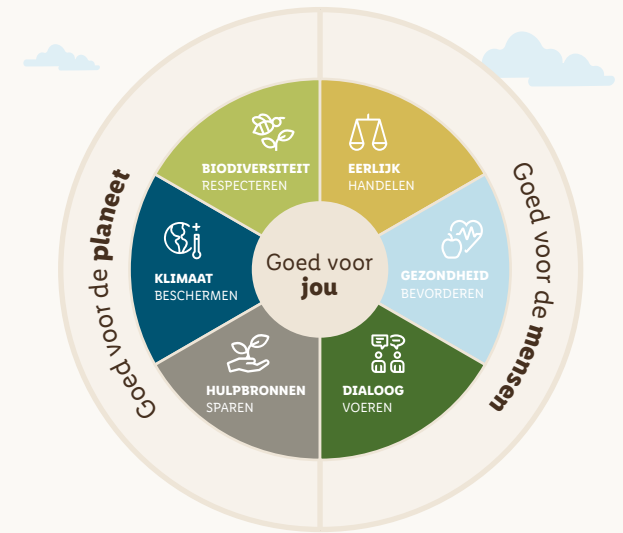 Goed voor de planeet
BIODIVERSITEIT
RESPECTEREN
EERLIJK
HANDELEN
KLIMAAT
BESCHERMEN
Goed voor
jou
GEZONDHEID
BEVORDEREN
HULPBRONNEN
SPAREN
DIALOOG
VOEREN
Goed voor de mensen